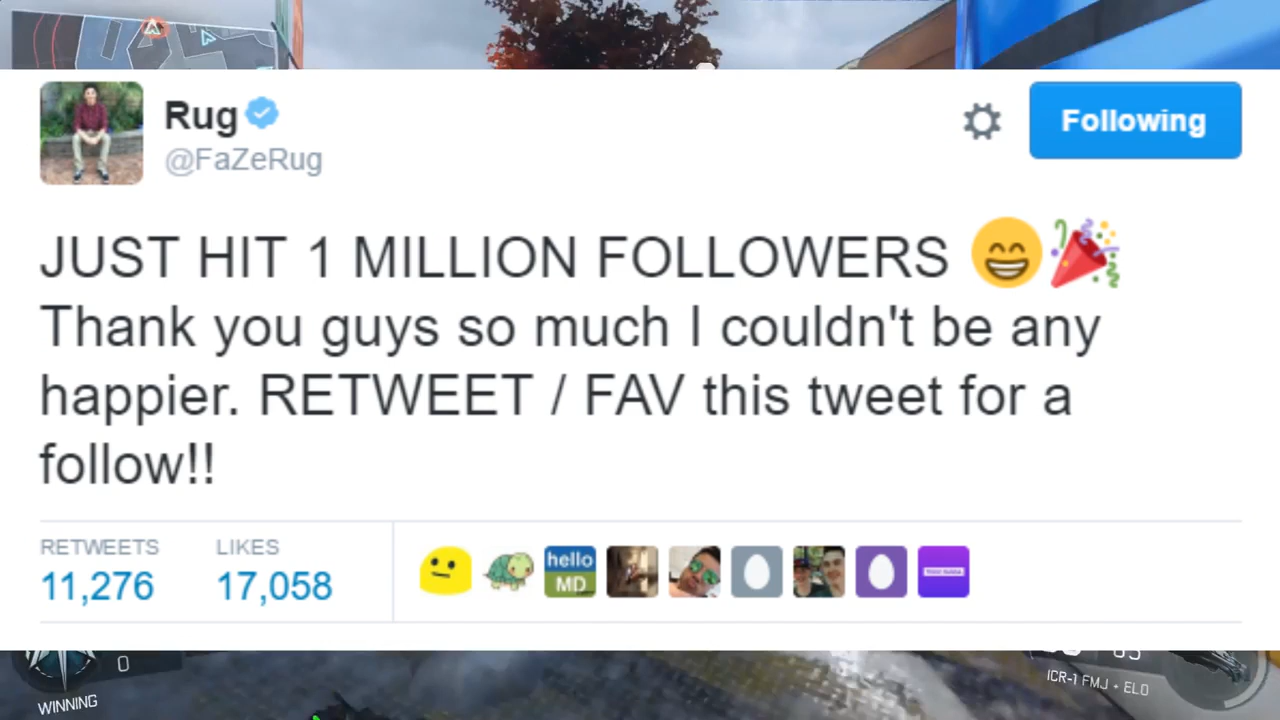 Rug
@FaZeRug
Following
JUST HIT 1 MILLION FOLLOWERS 😄🎉
Thank you guys so much I couldn't be any
happier. RETWEET / FAV this tweet for a
follow!!
RETWEETS
LIKES
11,276
17,058
hello
MD
0
WINNING
ICR-1 FMJ + ELO